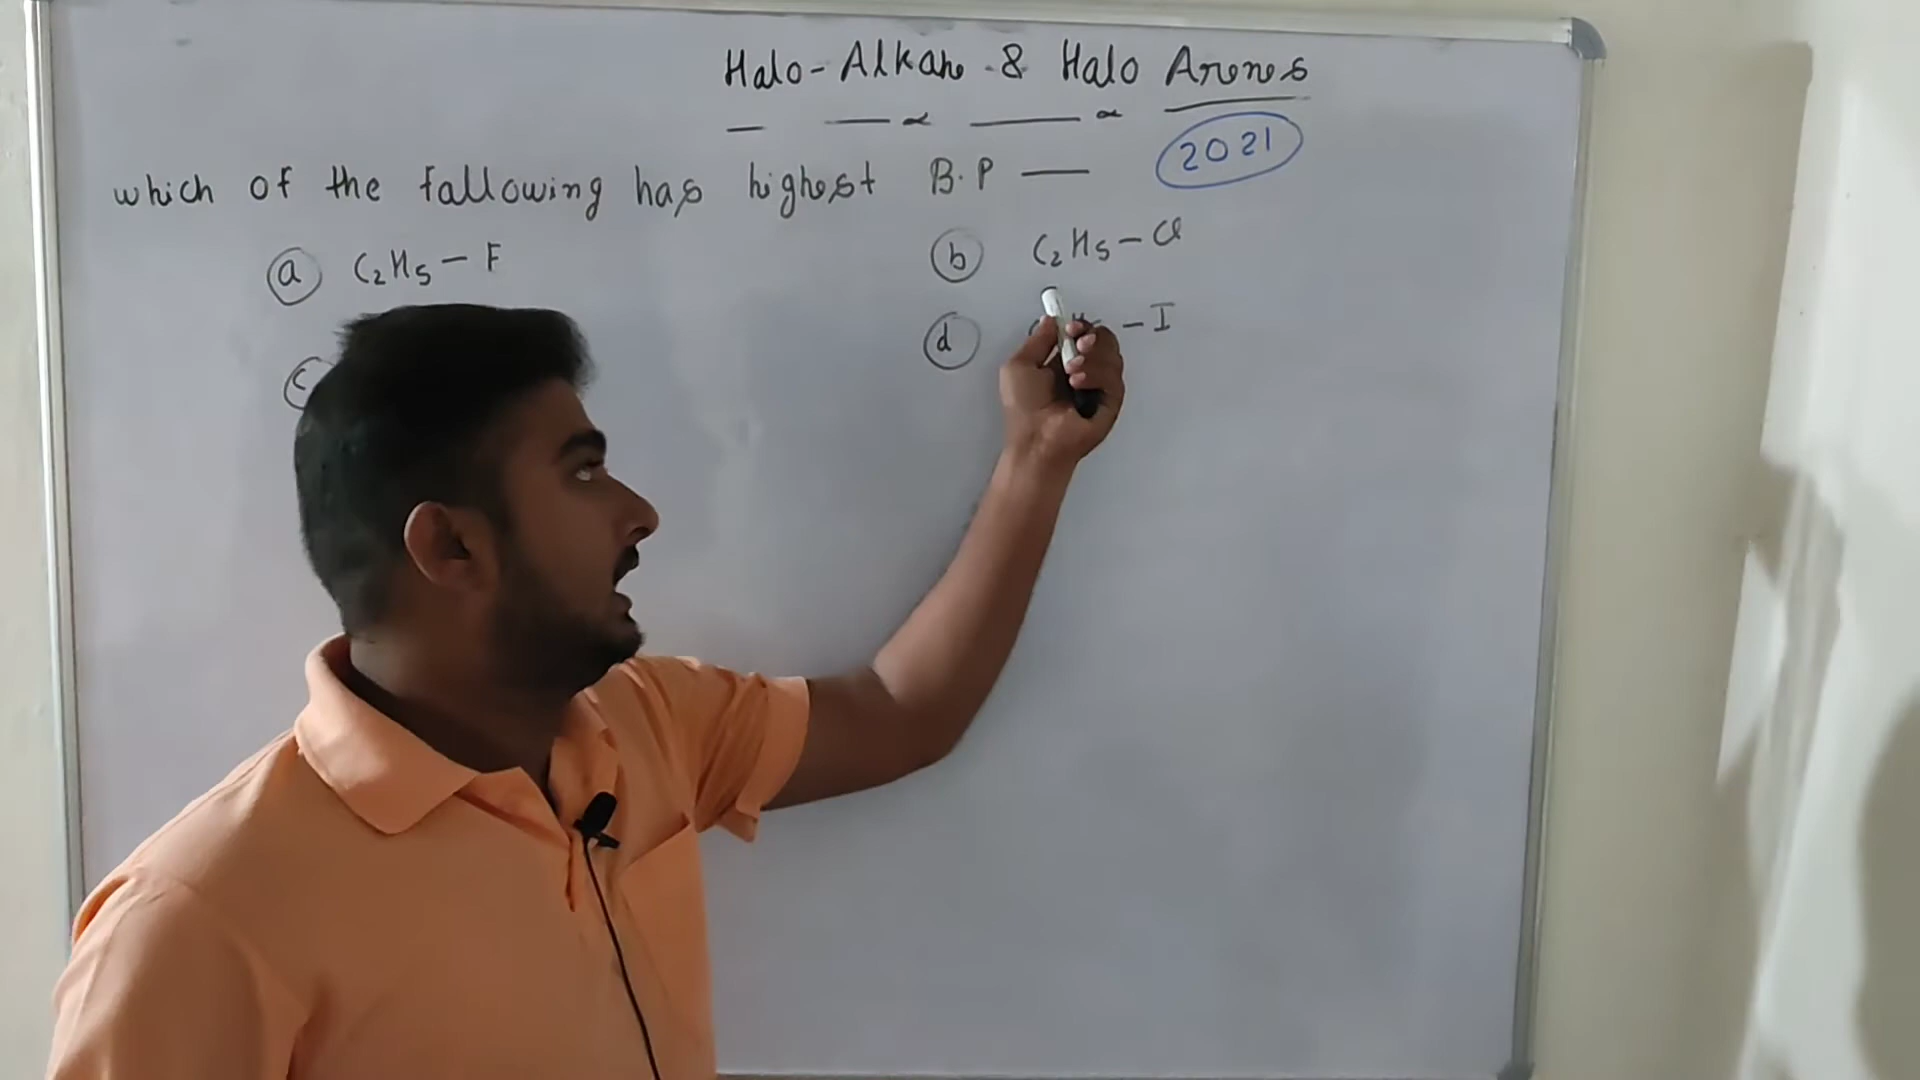 Halo-Alkane & Halo Arenes
2021
which of the fallowing has highest B.P —
(a) C₂H₅ - F
(b) C₂H₅ - Cl
(c)
(d) - I